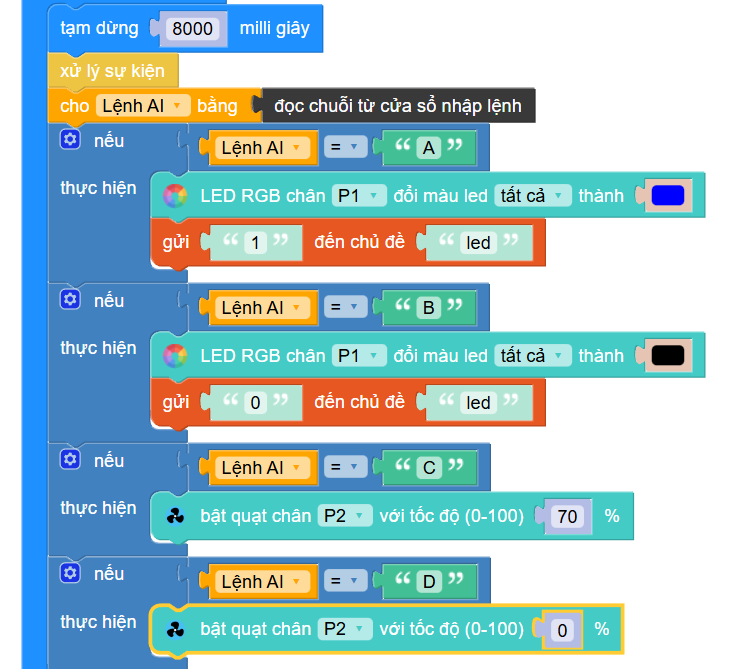 tạm dừng 8000 milli giây
xử lý sự kiện
cho Lệnh AI bằng đọc chuỗi từ cửa sổ nhập lệnh
nếu Lệnh AI = “ A ”
thực hiện LED RGB chân P1 đổi màu led tất cả thành
gửi “ 1 ” đến chủ đề “ led ”
nếu Lệnh AI = “ B ”
thực hiện LED RGB chân P1 đổi màu led tất cả thành
gửi “ 0 ” đến chủ đề “ led ”
nếu Lệnh AI = “ C ”
thực hiện bật quạt chân P2 với tốc độ (0-100) 70 %
nếu Lệnh AI = “ D ”
thực hiện bật quạt chân P2 với tốc độ (0-100) 0 %